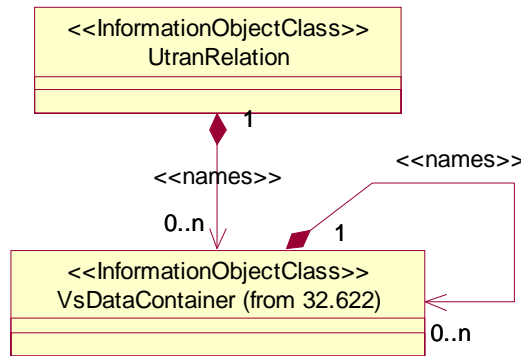 <<InformationObjectClass>>
UtranRelation
1
<<names>>
<<names>>
0..n
1
<<InformationObjectClass>>
VsDataContainer (from 32.622)
0..n